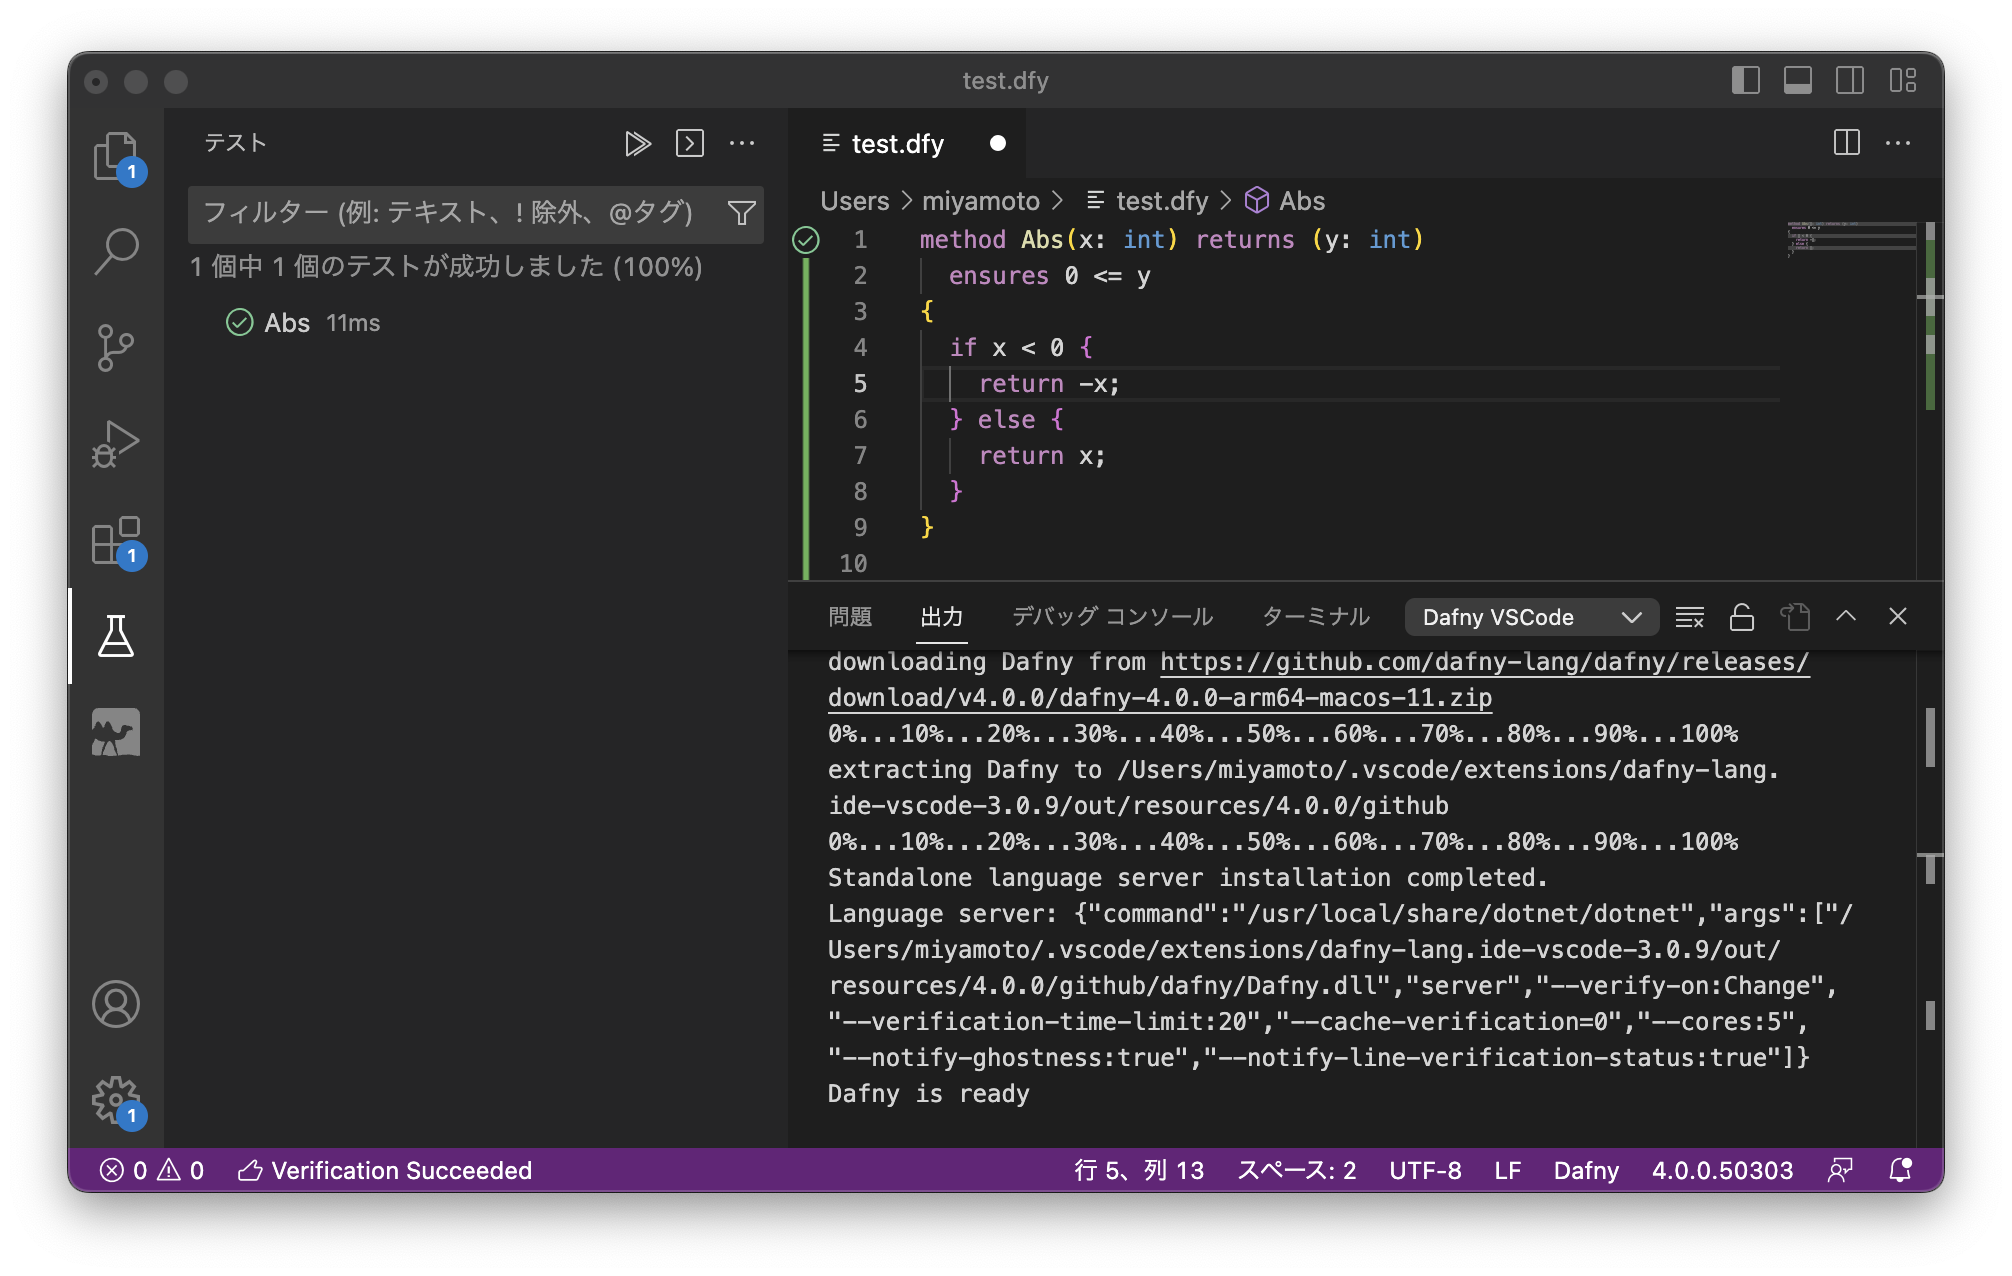 test.dfy
テスト
フィルター (例: テキスト、! 除外、@タグ)
1 個中 1 個のテストが成功しました (100%)
Abs 11ms
1
1
1
test.dfy
Users > miyamoto > test.dfy > Abs
1 method Abs(x: int) returns (y: int)
2 ensures 0 <= y
3 {
4 if x < 0 {
5 return -x;
6 } else {
7 return x;
8 }
9 }
10
問題 出力 デバッグ コンソール ターミナル Dafny VSCode
downloading Dafny from https://github.com/dafny-lang/dafny/releases/
download/v4.0.0/dafny-4.0.0-arm64-macos-11.zip
0%...10%...20%...30%...40%...50%...60%...70%...80%...90%...100%
extracting Dafny to /Users/miyamoto/.vscode/extensions/dafny-lang.
ide-vscode-3.0.9/out/resources/4.0.0/github
0%...10%...20%...30%...40%...50%...60%...70%...80%...90%...100%
Standalone language server installation completed.
Language server: {"command":"/usr/local/share/dotnet/dotnet","args":["/
Users/miyamoto/.vscode/extensions/dafny-lang.ide-vscode-3.0.9/out/
resources/4.0.0/github/dafny/Dafny.dll","server","--verify-on:Change",
"--verification-time-limit:20","--cache-verification=0","--cores:5",
"--notify-ghostness:true","--notify-line-verification-status:true"]}
Dafny is ready
0 0 Verification Succeeded 行 5、列 13 スペース: 2 UTF-8 LF Dafny 4.0.0.50303